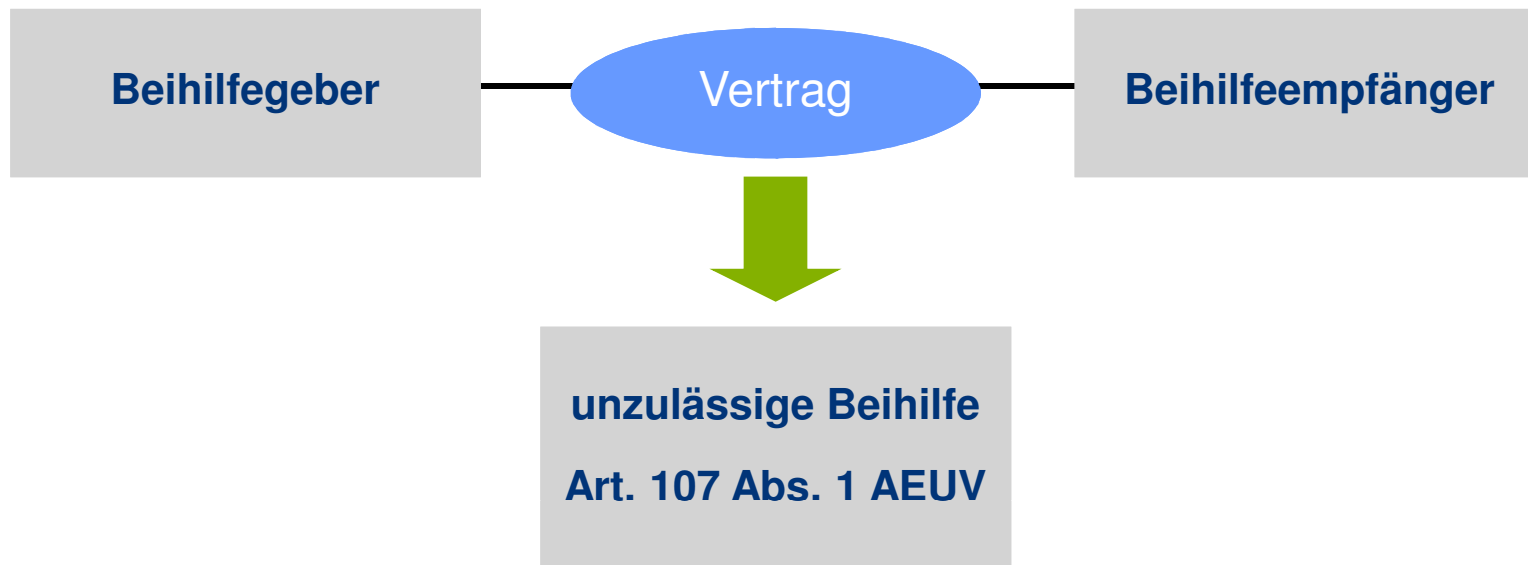 Beihilfegeber
Vertrag
Beihilfeempfänger
unzulässige Beihilfe
Art. 107 Abs. 1 AEUV